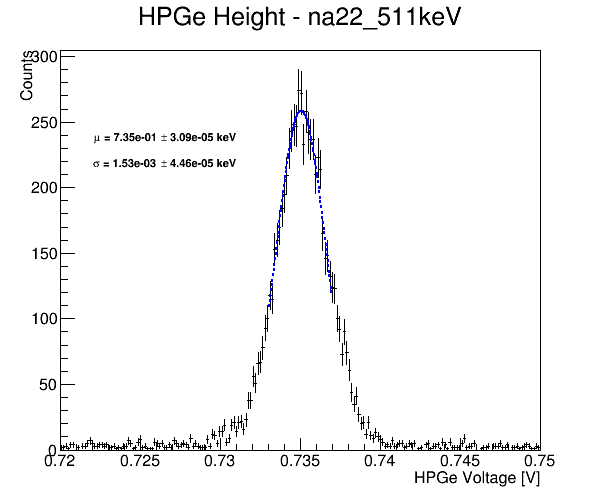 HPGe Height - na22_511keV
Counts
300
μ = 7.35e-01 ± 3.09e-05 keV
σ = 1.53e-03 ± 4.46e-05 keV
250
200
150
100
50
0
0.72 0.725 0.73 0.735 0.74 0.745 0.75
HPGe Voltage [V]